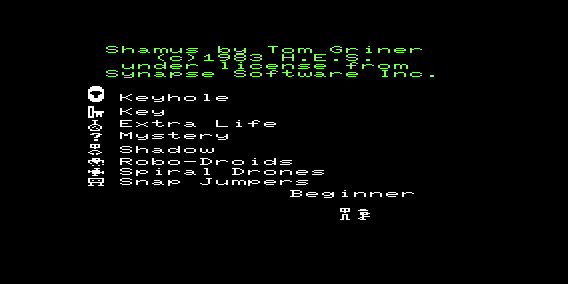 Shamus by Tom Griner
(c)1983 H.E.S.
under license from
Synapse Software Inc.
Keyhole
Key
Extra Life
? Mystery
Shadow
Robo-Droids
Spiral Drones
Snap Jumpers
Beginner